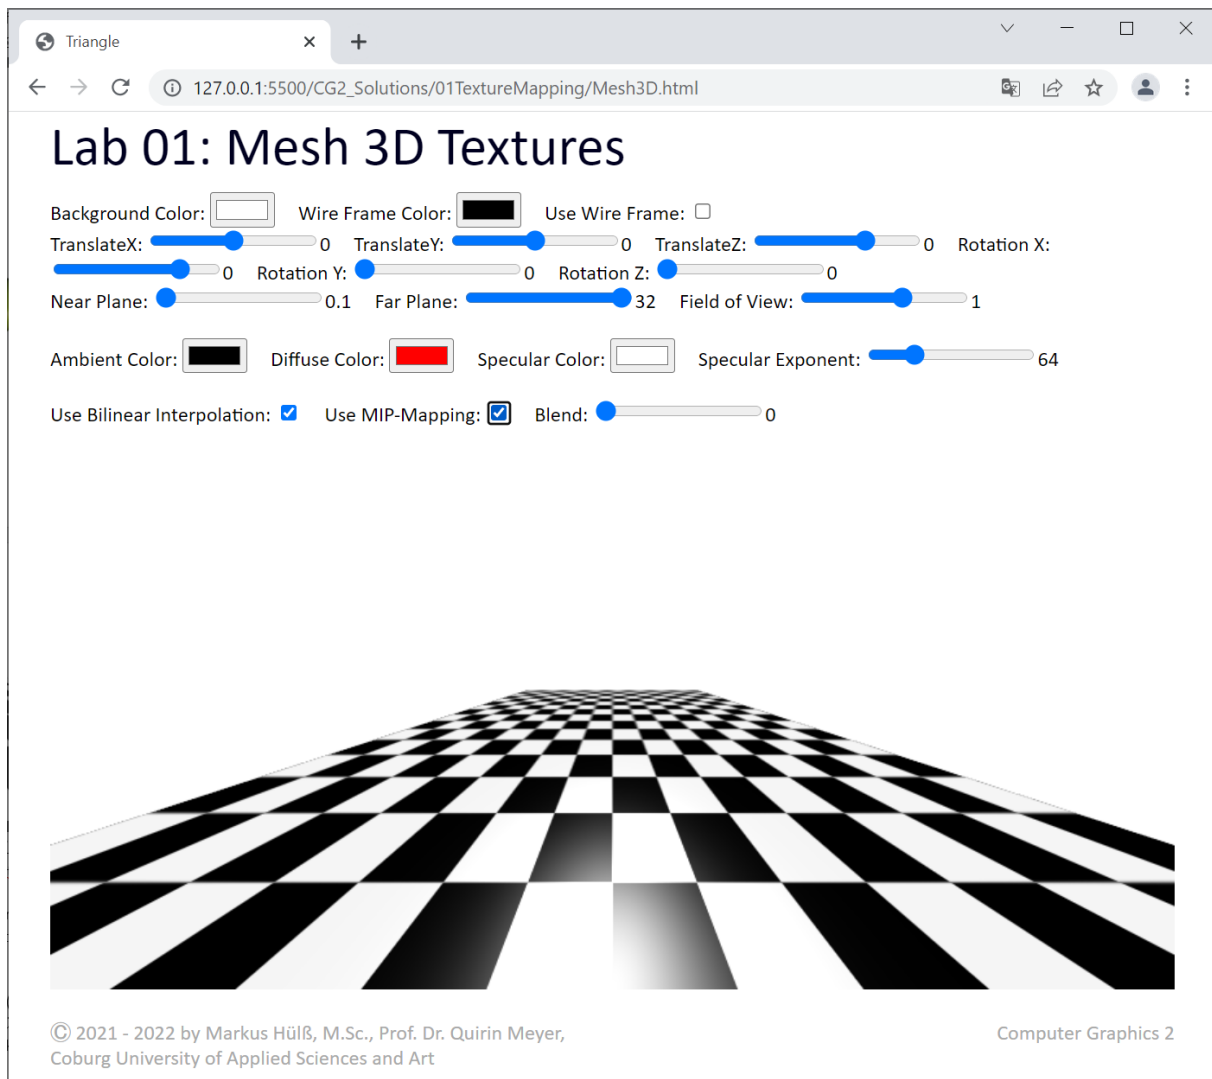 Triangle
127.0.0.1:5500/CG2_Solutions/01TextureMapping/Mesh3D.html
Lab 01: Mesh 3D Textures
Background Color: Wire Frame Color: Use Wire Frame:
TranslateX: 0 TranslateY: 0 TranslateZ: 0 Rotation X:
0 Rotation Y: 0 Rotation Z: 0
Near Plane: 0.1 Far Plane: 32 Field of View: 1
Ambient Color: Diffuse Color: Specular Color: Specular Exponent: 64
Use Bilinear Interpolation: Use MIP-Mapping: Blend: 0
Ⓒ 2021 - 2022 by Markus Hülß, M.Sc., Prof. Dr. Quirin Meyer, Computer Graphics 2
Coburg University of Applied Sciences and Art